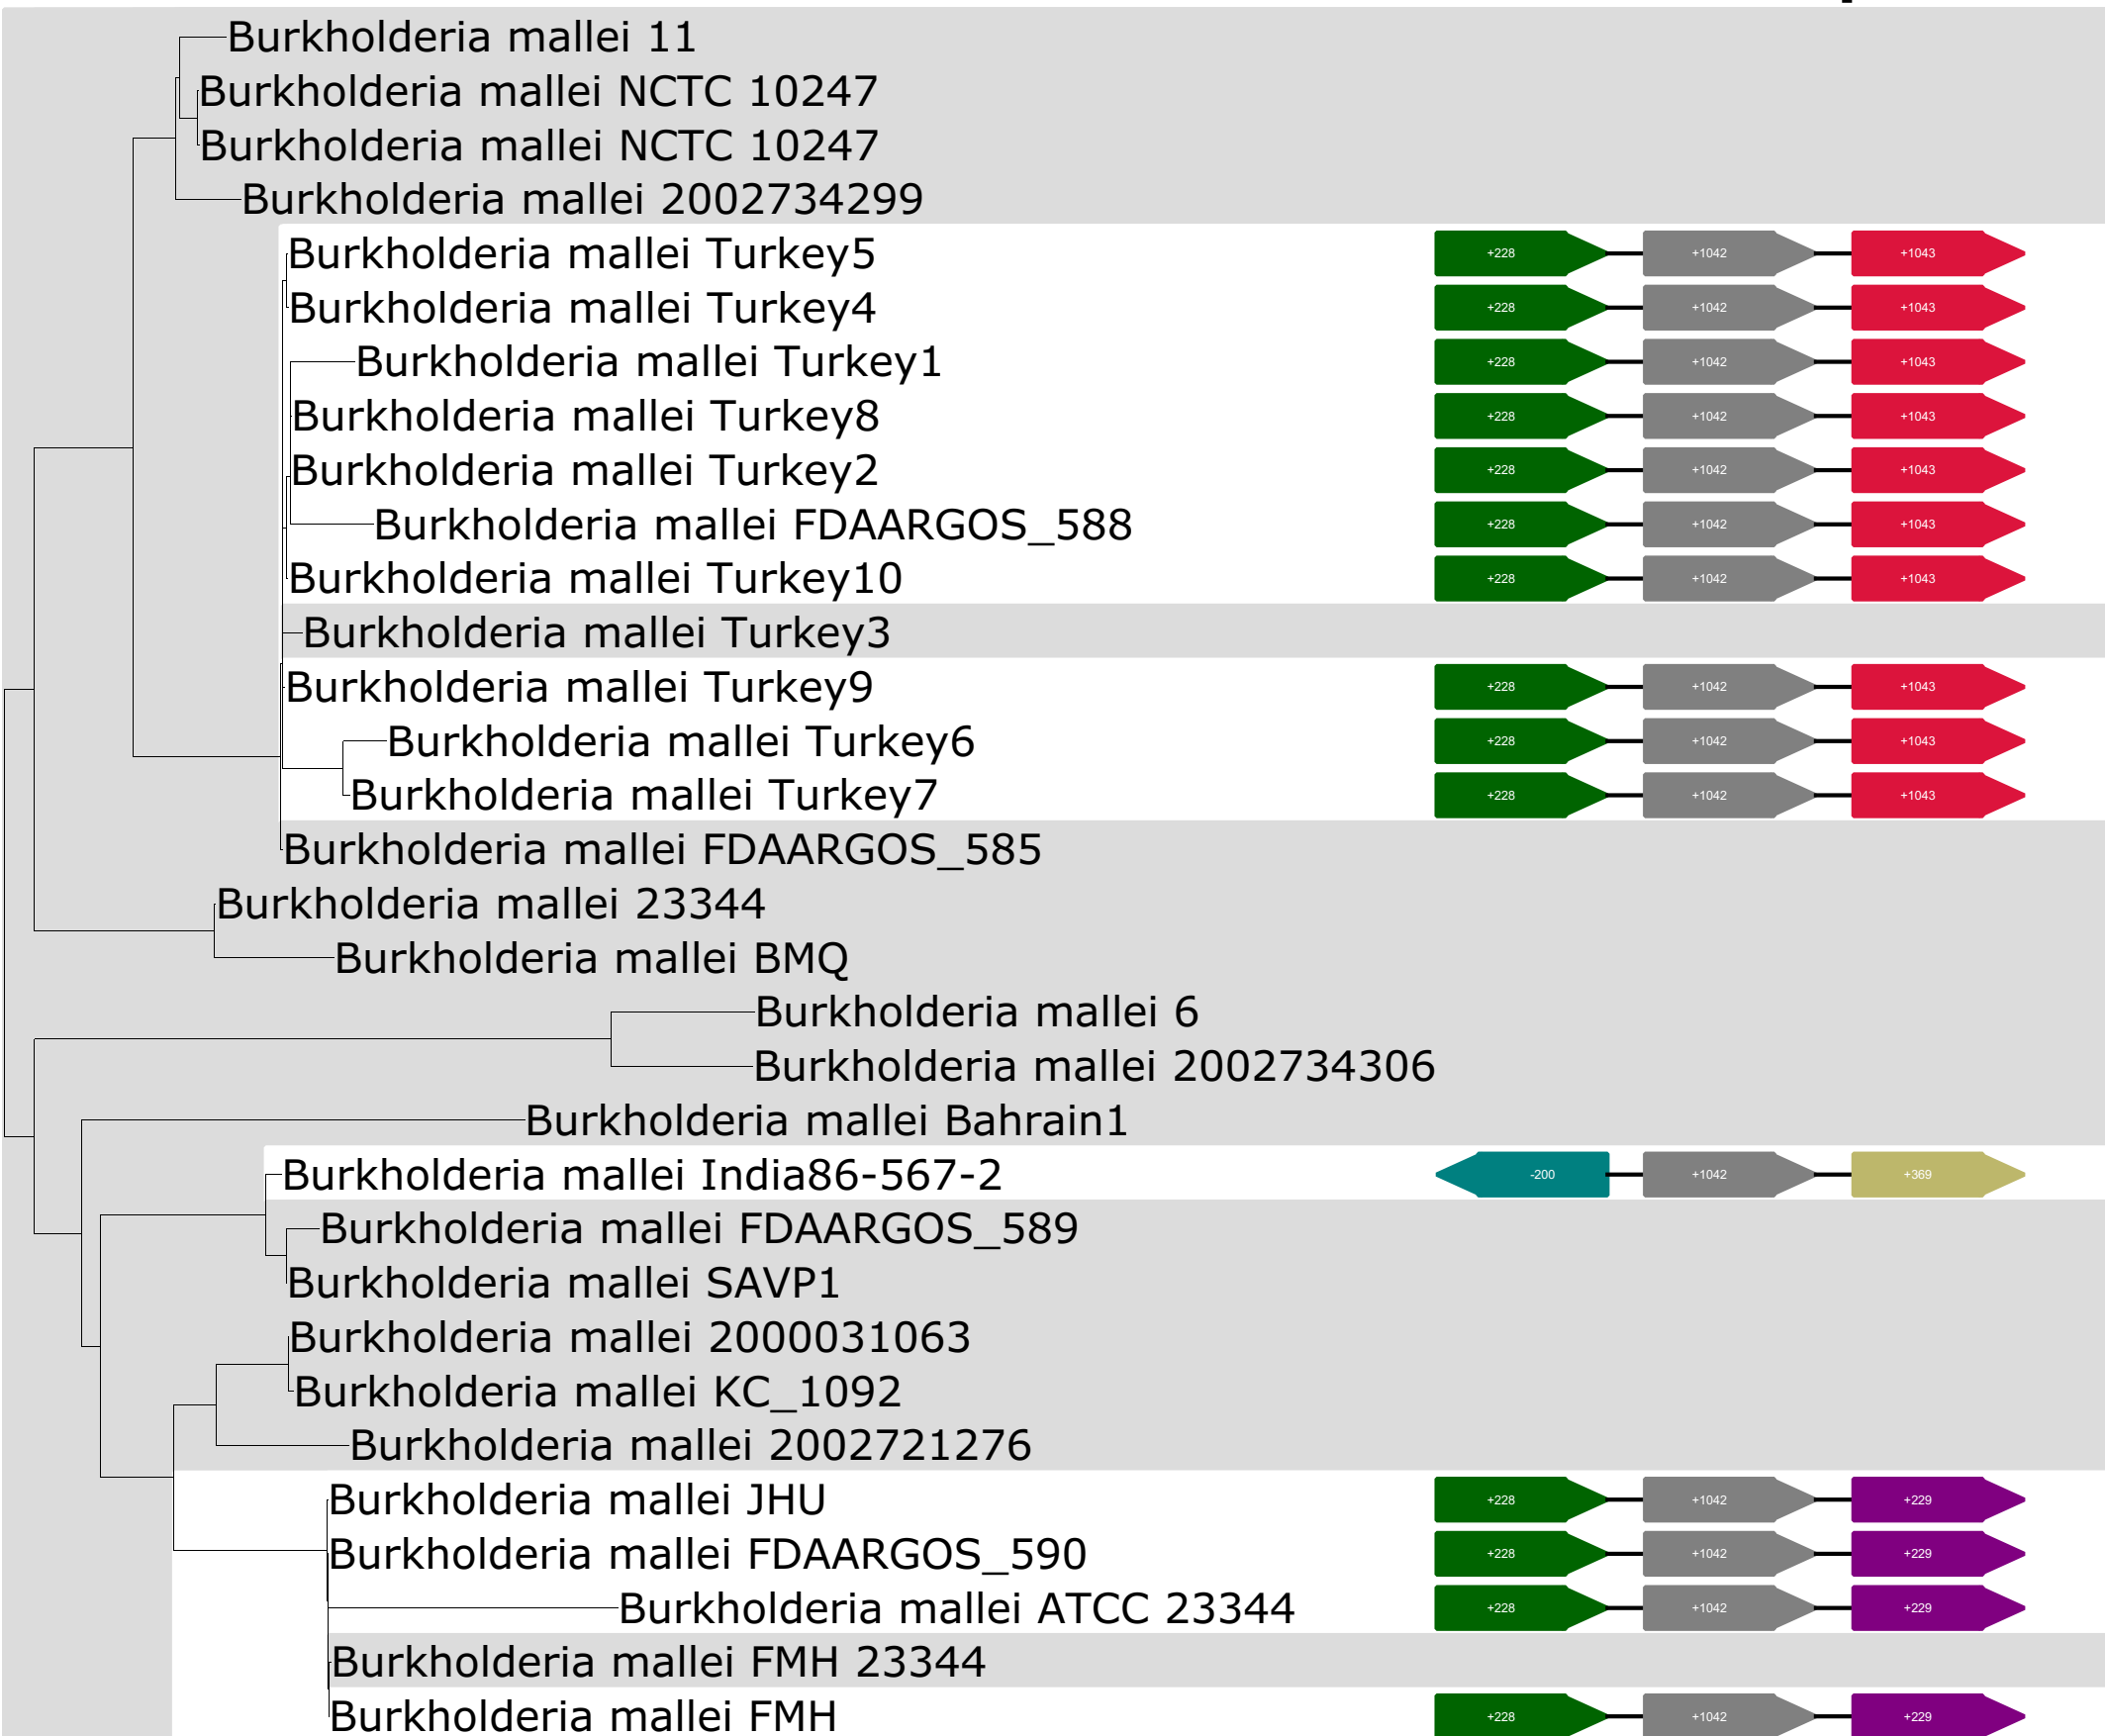 Burkholderia mallei 11
Burkholderia mallei NCTC 10247
Burkholderia mallei NCTC 10247
Burkholderia mallei 2002734299
Burkholderia mallei Turkey5 +228 +1042 +1043
Burkholderia mallei Turkey4 +228 +1042 +1043
Burkholderia mallei Turkey1 +228 +1042 +1043
Burkholderia mallei Turkey8 +228 +1042 +1043
Burkholderia mallei Turkey2 +228 +1042 +1043
Burkholderia mallei FDAARGOS_588 +228 +1042 +1043
Burkholderia mallei Turkey10 +228 +1042 +1043
Burkholderia mallei Turkey3
Burkholderia mallei Turkey9 +228 +1042 +1043
Burkholderia mallei Turkey6 +228 +1042 +1043
Burkholderia mallei Turkey7 +228 +1042 +1043
Burkholderia mallei FDAARGOS_585
Burkholderia mallei 23344
Burkholderia mallei BMQ
Burkholderia mallei 6
Burkholderia mallei 2002734306
Burkholderia mallei Bahrain1
Burkholderia mallei India86-567-2 -200 +1042 +369
Burkholderia mallei FDAARGOS_589
Burkholderia mallei SAVP1
Burkholderia mallei 2000031063
Burkholderia mallei KC_1092
Burkholderia mallei 2002721276
Burkholderia mallei JHU +228 +1042 +229
Burkholderia mallei FDAARGOS_590 +228 +1042 +229
Burkholderia mallei ATCC 23344 +228 +1042 +229
Burkholderia mallei FMH 23344
Burkholderia mallei FMH +228 +1042 +229